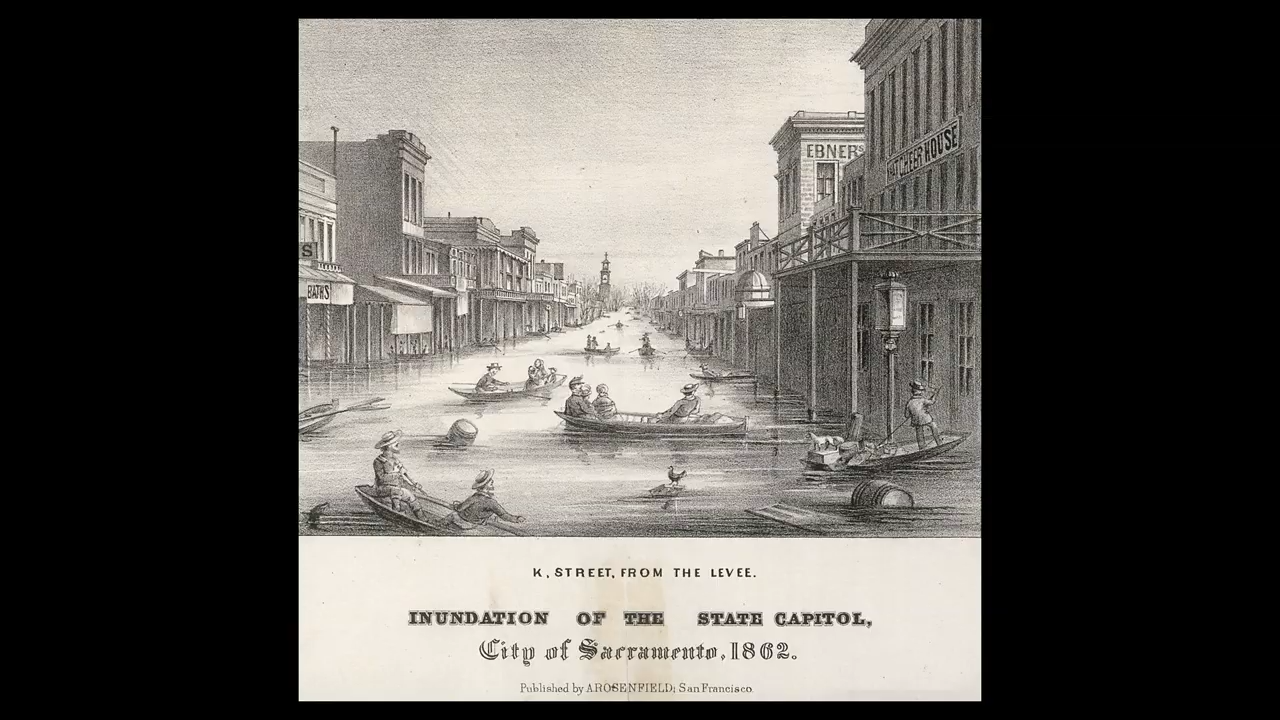 EBNER'S
WHAT CHEER HOUSE
S
BATHS
K, STREET, FROM THE LEVEE.
INUNDATION OF THE STATE CAPITOL,
City of Sacramento, 1862.
Published by A ROSENFIELD; San Francisco.